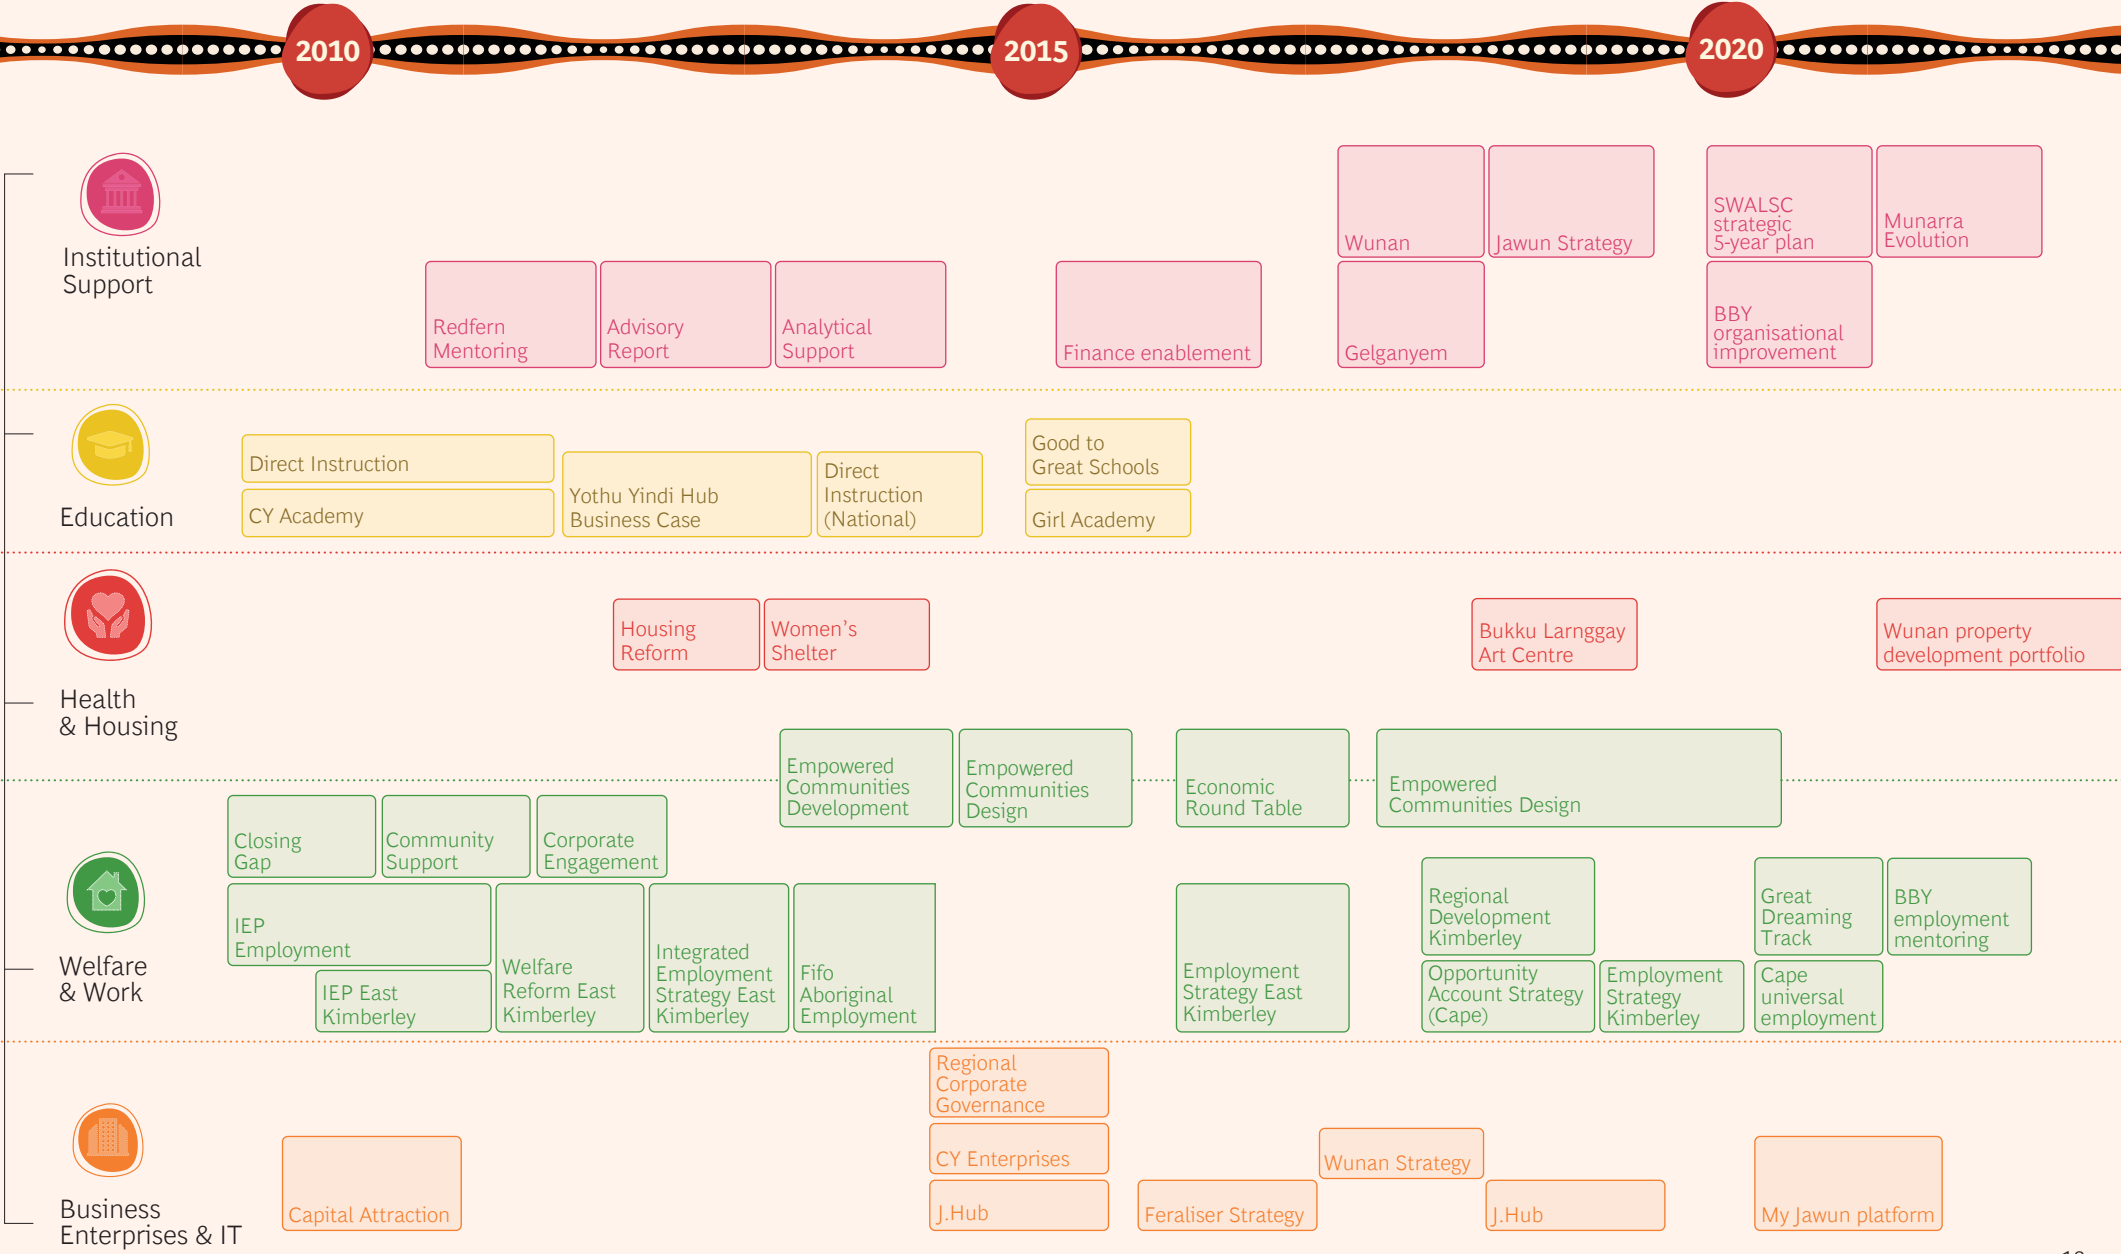 2010
2015
2020
Institutional
Support
Wunan
Jawun Strategy
SWALSC
strategic
5-year plan
Munarra
Evolution
Redfern
Mentoring
Advisory
Report
Analytical
Support
Finance enablement
Gelganyem
BBY
organisational
improvement
Education
Direct Instruction
CY Academy
Yothu Yindi Hub
Business Case
Direct
Instruction
(National)
Good to
Great Schools
Girl Academy
Health
& Housing
Housing
Reform
Women's
Shelter
Bukku Larnggay
Art Centre
Wunan property
development portfolio
Welfare
& Work
Empowered
Communities
Development
Empowered
Communities
Design
Economic
Round Table
Empowered
Communities Design
Closing
Gap
Community
Support
Corporate
Engagement
IEP
Employment
IEP East
Kimberley
Welfare
Reform East
Kimberley
Integrated
Employment
Strategy East
Kimberley
Fifo
Aboriginal
Employment
Employment
Strategy East
Kimberley
Regional
Development
Kimberley
Opportunity
Account Strategy
(Cape)
Employment
Strategy
Kimberley
Great
Dreaming
Track
BBY
employment
mentoring
Cape
universal
employment
Business
Enterprises & IT
Capital Attraction
Regional
Corporate
Governance
CY Enterprises
J.Hub
Feraliser Strategy
Wunan Strategy
J.Hub
My Jawun platform